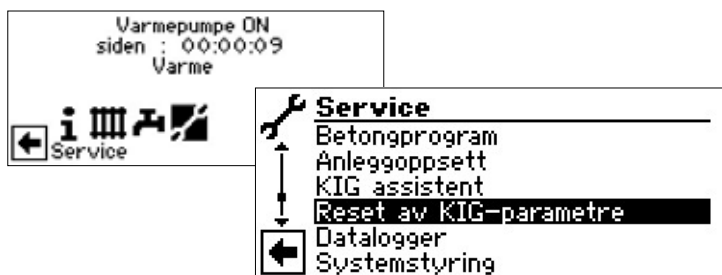 Varmepumpe ON
siden : 00:00:09
Varme
Service
Service
Betongprogram
Anleggoppsett
KIG assistent
Reset av KIG-parametre
Datalogger
Systemstyring